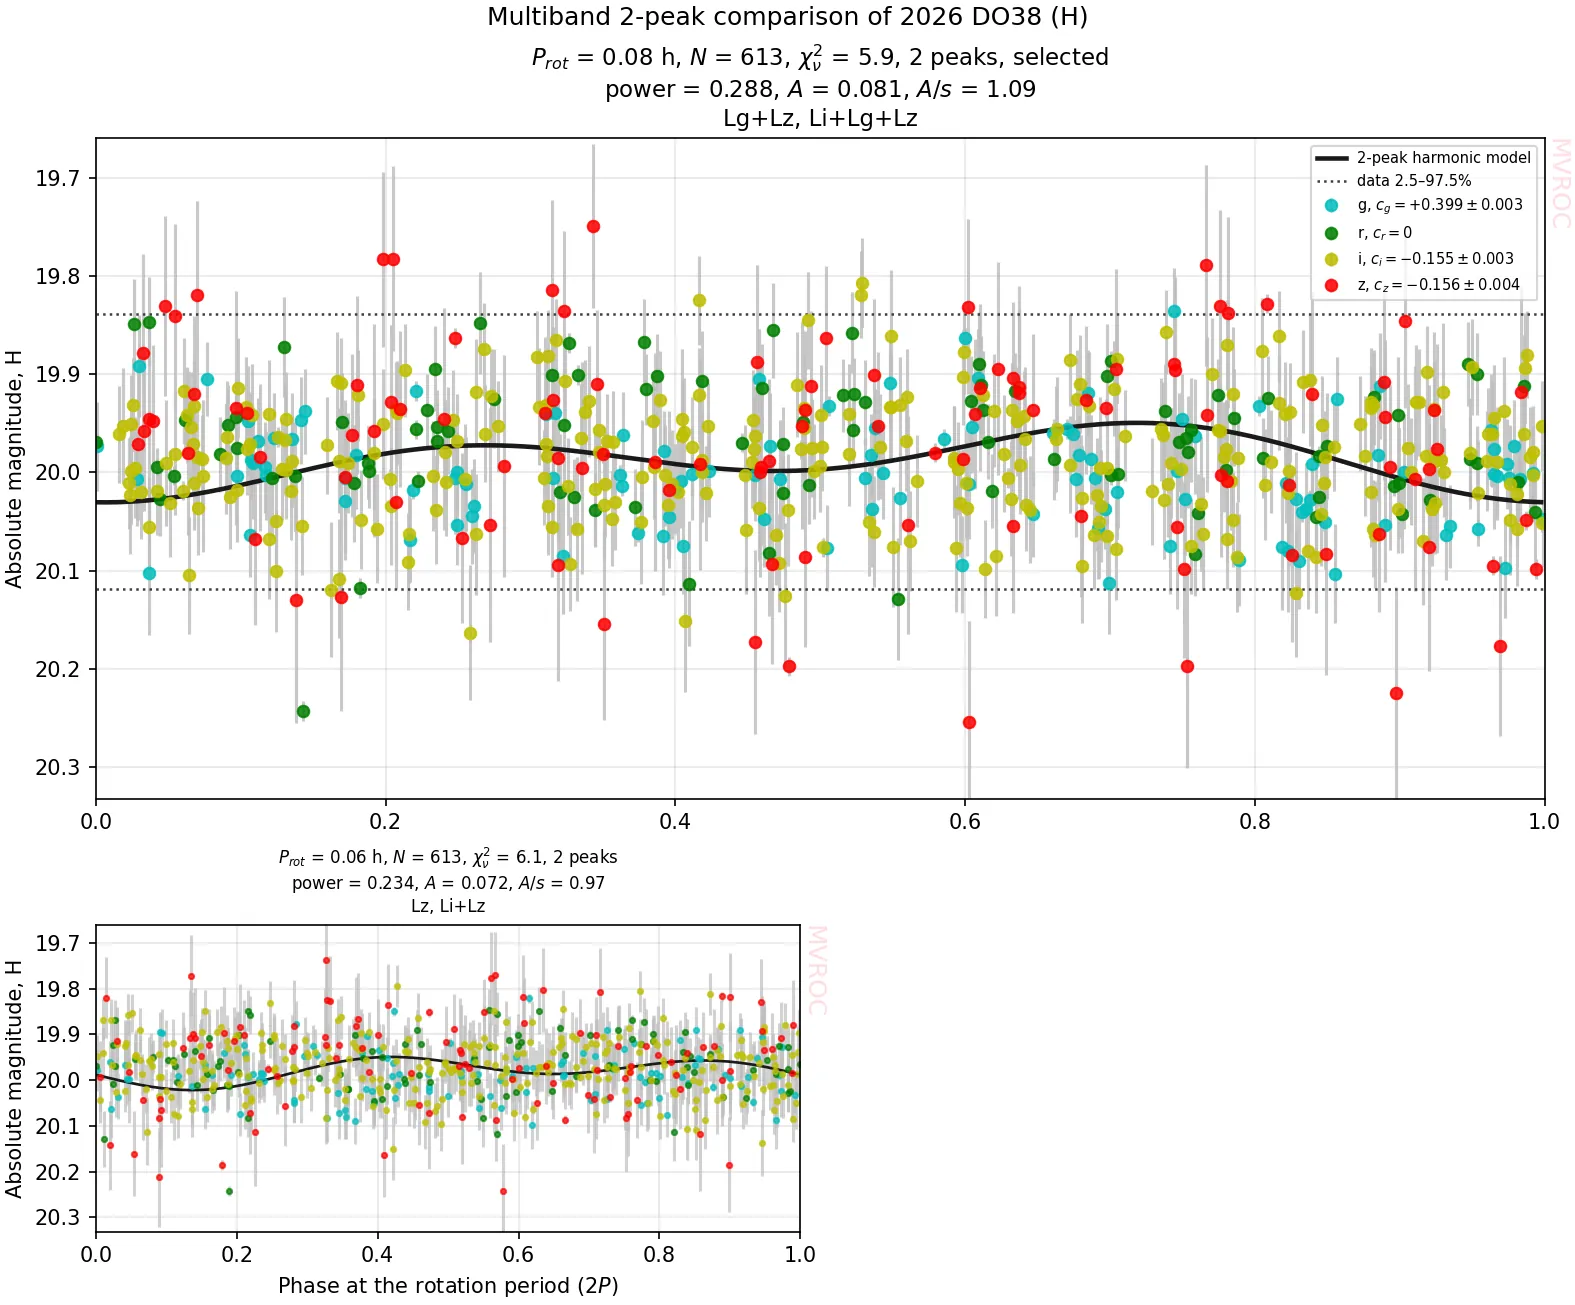 Multiband 2-peak comparison of 2026 DO38 (H)
P_rot = 0.08 h, N = 613, χ²_ν = 5.9, 2 peaks, selected
power = 0.288, A = 0.081, A/s = 1.09
Lg+Lz, Li+Lg+Lz
2-peak harmonic model
data 2.5–97.5%
g, c_g = +0.399 ± 0.003
r, c_r = 0
i, c_i = −0.155 ± 0.003
z, c_z = −0.156 ± 0.004
MVROC
Absolute magnitude, H
19.7
19.8
19.9
20.0
20.1
20.2
20.3
0.0 0.2 0.4 0.6 0.8 1.0
P_rot = 0.06 h, N = 613, χ²_ν = 6.1, 2 peaks
power = 0.234, A = 0.072, A/s = 0.97
Lz, Li+Lz
MVROC
Absolute magnitude, H
19.7
19.8
19.9
20.0
20.1
20.2
20.3
0.0 0.2 0.4 0.6 0.8 1.0
Phase at the rotation period (2P)